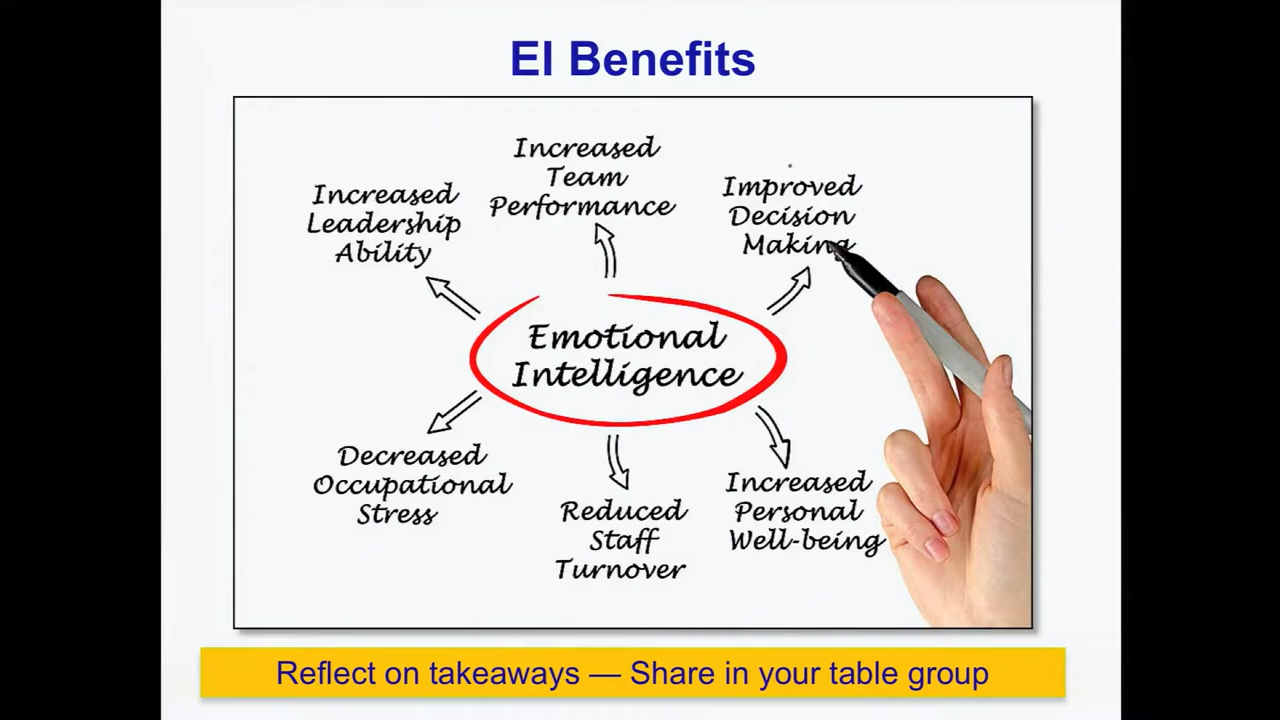 EI Benefits
Increased
Team
Performance
Increased
Leadership
Ability
Improved
Decision
Making
Emotional
Intelligence
Decreased
Occupational
Stress
Reduced
Staff
Turnover
Increased
Personal
Well-being
Reflect on takeaways — Share in your table group